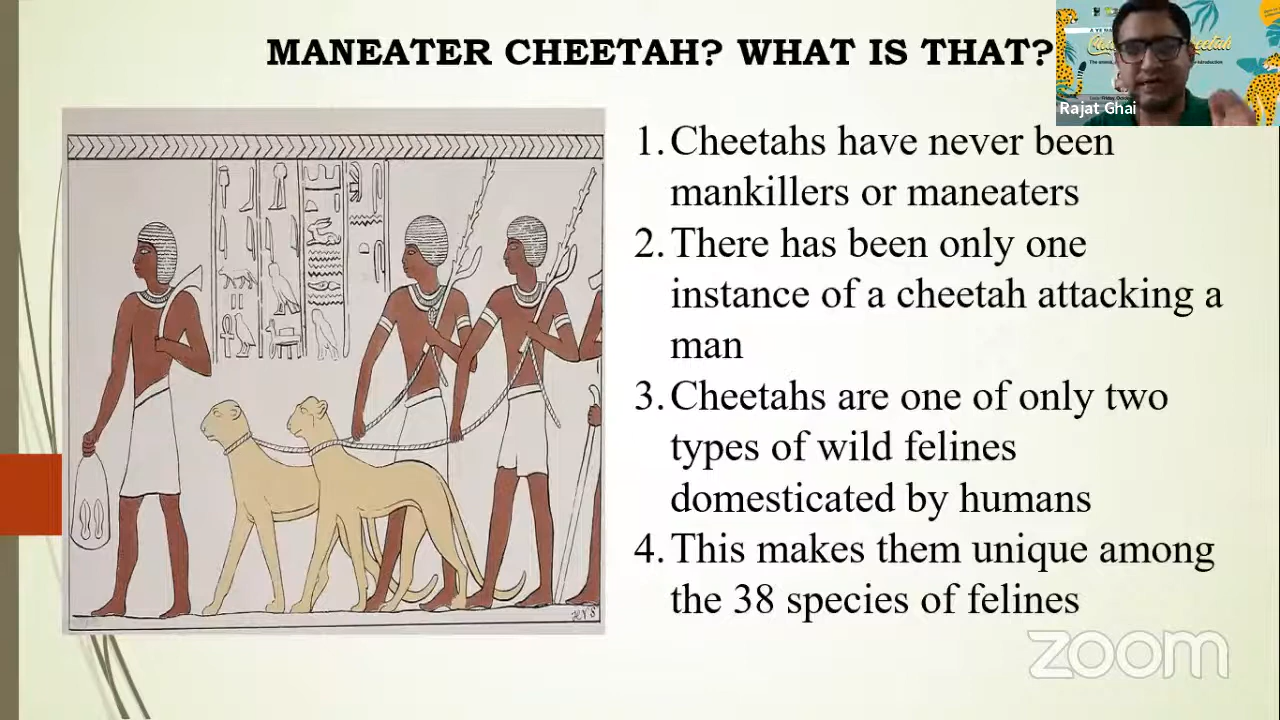 MANEATER CHEETAH? WHAT IS THAT?
Rajat Ghai
1. Cheetahs have never been
mankillers or maneaters
2. There has been only one
instance of a cheetah attacking a
man
3. Cheetahs are one of only two
types of wild felines
domesticated by humans
4. This makes them unique among
the 38 species of felines
zoom